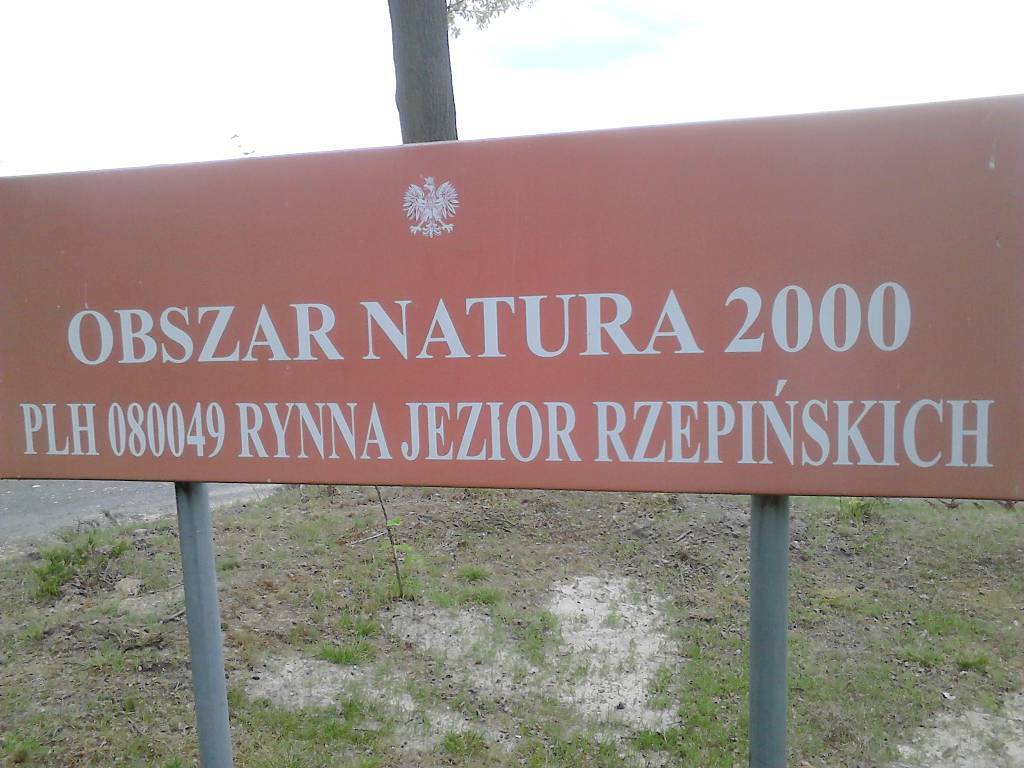 OBSZAR NATURA 2000
PLH 080049 RYNNA JEZIOR RZEPIŃSKICH